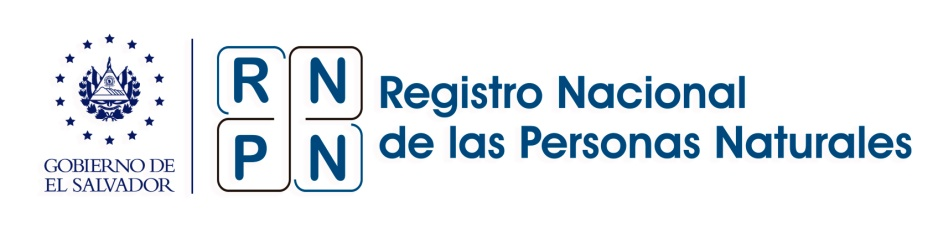 GOBIERNO DE
EL SALVADOR
R N
P N
Registro Nacional
de las Personas Naturales